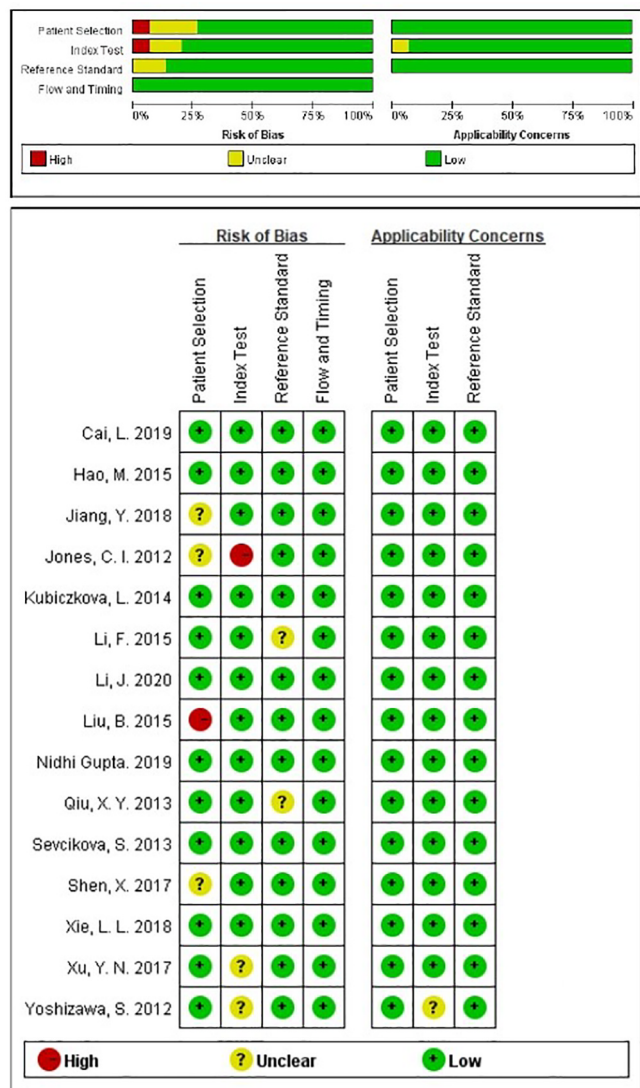 Patient Selection
Index Test
Reference Standard
Flow and Timing
0% 25% 50% 75% 100% 0% 25% 50% 75% 100%
Risk of Bias Applicability Concerns
High Unclear Low
Risk of Bias Applicability Concerns
Patient Selection Index Test Reference Standard Flow and Timing Patient Selection Index Test Reference Standard
Cai, L. 2019 + + + + + + +
Hao, M. 2015 + + + + + + +
Jiang, Y. 2018 ? + + + + + +
Jones, C. I. 2012 ? - + + + + +
Kubiczkova, L. 2014 + + + + + + +
Li, F. 2015 + + ? + + + +
Li, J. 2020 + + + + + + +
Liu, B. 2015 - + + + + + +
Nidhi Gupta. 2019 + + + + + + +
Qiu, X. Y. 2013 + + ? + + + +
Sevcikova, S. 2013 + + + + + + +
Shen, X. 2017 ? + + + + + +
Xie, L. L. 2018 + + + + + + +
Xu, Y. N. 2017 + ? + + + + +
Yoshizawa, S. 2012 + ? + + + ? +
- High ? Unclear + Low